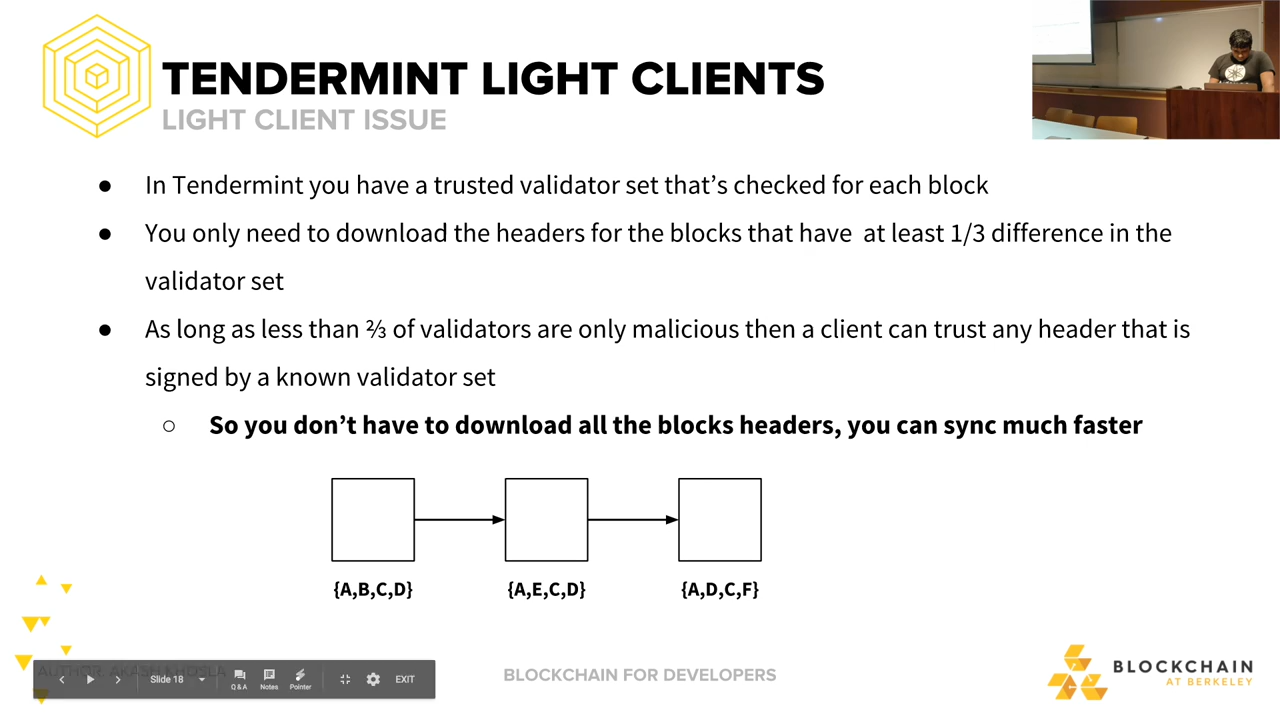 TENDERMINT LIGHT CLIENTS
LIGHT CLIENT ISSUE
● In Tendermint you have a trusted validator set that’s checked for each block
● You only need to download the headers for the blocks that have at least 1/3 difference in the
validator set
● As long as less than ⅔ of validators are only malicious then a client can trust any header that is
signed by a known validator set
○ So you don’t have to download all the blocks headers, you can sync much faster
{A,B,C,D} {A,E,C,D} {A,D,C,F}
AUTHOR: AKASH KHOSLA
Slide 18 Q & A Notes Pointer EXIT
BLOCKCHAIN FOR DEVELOPERS
BLOCKCHAIN
AT BERKELEY